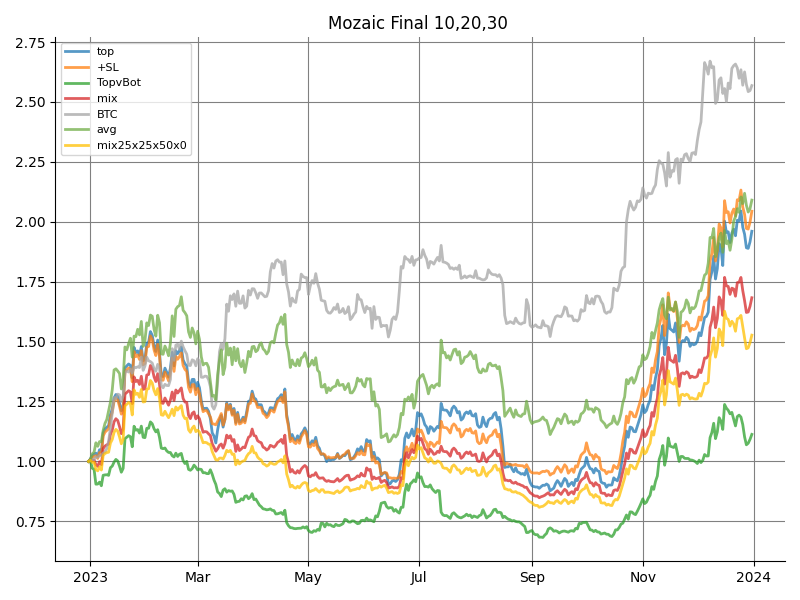 Mozaic Final 10,20,30
2.75
2.50
2.25
2.00
1.75
1.50
1.25
1.00
0.75
top
+SL
TopvBot
mix
BTC
avg
mix25x25x50x0
2023 Mar May Jul Sep Nov 2024